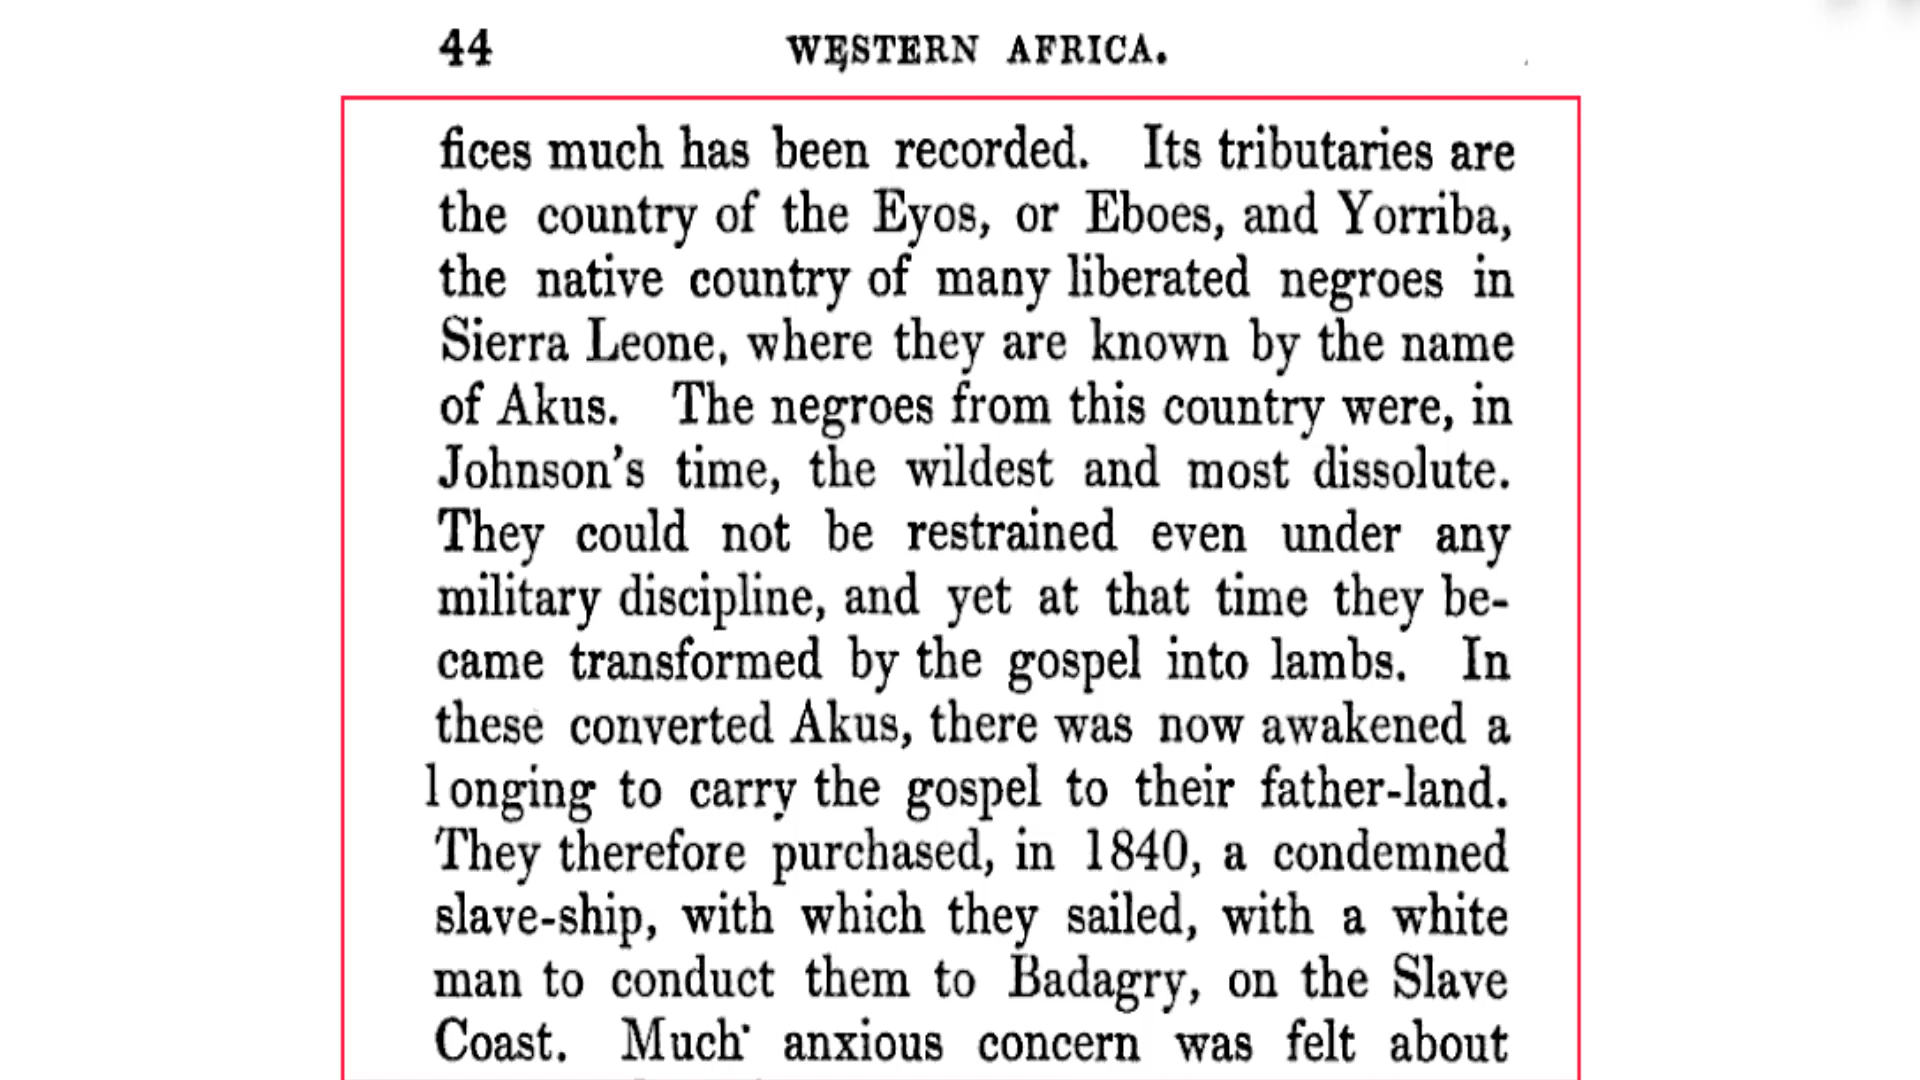 44 WESTERN AFRICA.
fices much has been recorded. Its tributaries are
the country of the Eyos, or Eboes, and Yorriba,
the native country of many liberated negroes in
Sierra Leone, where they are known by the name
of Akus. The negroes from this country were, in
Johnson's time, the wildest and most dissolute.
They could not be restrained even under any
military discipline, and yet at that time they be-
came transformed by the gospel into lambs. In
these converted Akus, there was now awakened a
longing to carry the gospel to their father-land.
They therefore purchased, in 1840, a condemned
slave-ship, with which they sailed, with a white
man to conduct them to Badagry, on the Slave
Coast. Much anxious concern was felt about